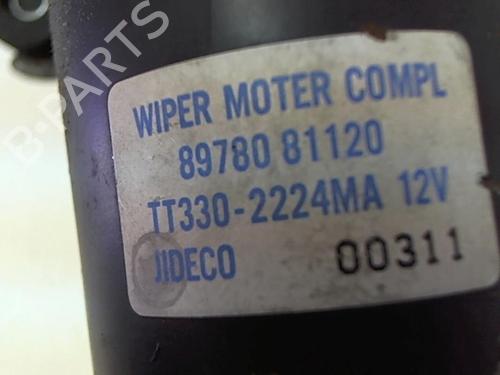 B-PARTS
WIPER MOTER COMPL
89780 81120
TT330-2224MA 12V
JIDECO 00311